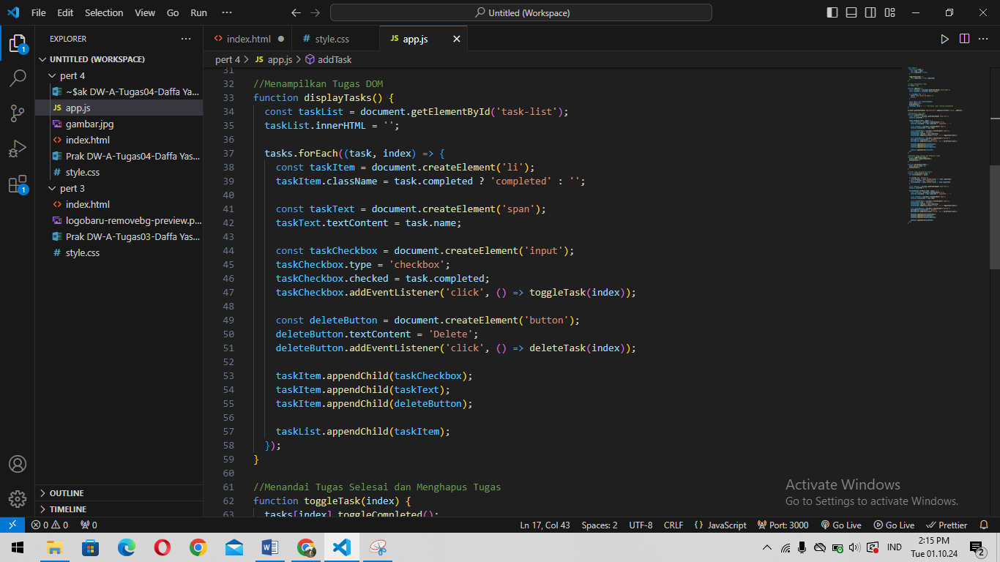 File Edit Selection View Go Run ··· Untitled (Workspace)
EXPLORER ···
UNTITLED (WORKSPACE)
part 4
~$ak DW-A-Tugas04-Daffa Ya...
JS app.js
gambar.jpg
<> index.html
Prak DW-A-Tugas04-Daffa Yas...
# style.css
pert 3
<> index.html
logobaru-removebg-preview.p...
Prak DW-A-Tugas03-Daffa Yas...
# style.css
OUTLINE
TIMELINE
1
1
<> index.html # style.css JS app.js
pert 4 > JS app.js > addTask
31
32 //Menampilkan Tugas DOM
33 function displayTasks() {
34 const taskList = document.getElementById('task-list');
35 taskList.innerHTML = '';
36
37 tasks.forEach((task, index) => {
38 const taskItem = document.createElement('li');
39 taskItem.className = task.completed ? 'completed' : '';
40
41 const taskText = document.createElement('span');
42 taskText.textContent = task.name;
43
44 const taskCheckbox = document.createElement('input');
45 taskCheckbox.type = 'checkbox';
46 taskCheckbox.checked = task.completed;
47 taskCheckbox.addEventListener('click', () => toggleTask(index));
48
49 const deleteButton = document.createElement('button');
50 deleteButton.textContent = 'Delete';
51 deleteButton.addEventListener('click', () => deleteTask(index));
52
53 taskItem.appendChild(taskCheckbox);
54 taskItem.appendChild(taskText);
55 taskItem.appendChild(deleteButton);
56
57 taskList.appendChild(taskItem);
58 });
59 }
60
61 //Menandai Tugas Selesai dan Menghapus Tugas
62 function toggleTask(index) {
63 tasks[index].toggleCompleted();
Activate Windows
Go to Settings to activate Windows.
0 0 0 Ln 17, Col 43 Spaces: 2 UTF-8 CRLF {} JavaScript Port: 3000 Go Live Go Live Prettier
IND 2:15 PM
Tue 01.10.24 2